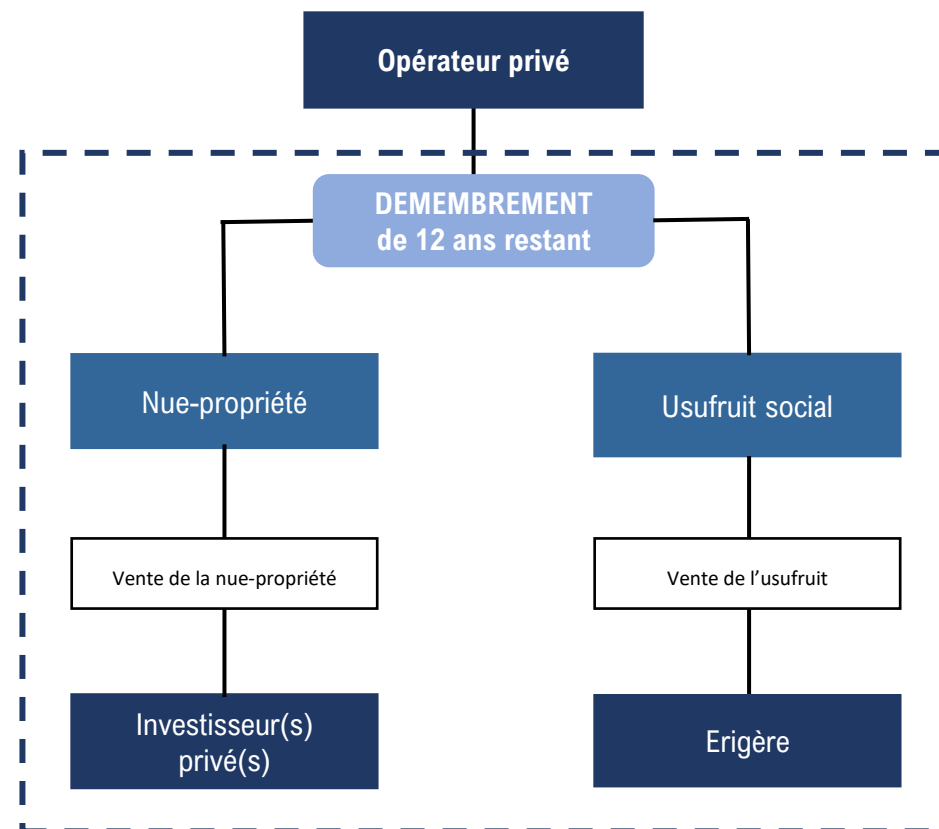 Opérateur privé
DEMEMBREMENT
de 12 ans restant
Nue-propriété
Usufruit social
Vente de la nue-propriété
Vente de l’usufruit
Investisseur(s)
privé(s)
Erigère